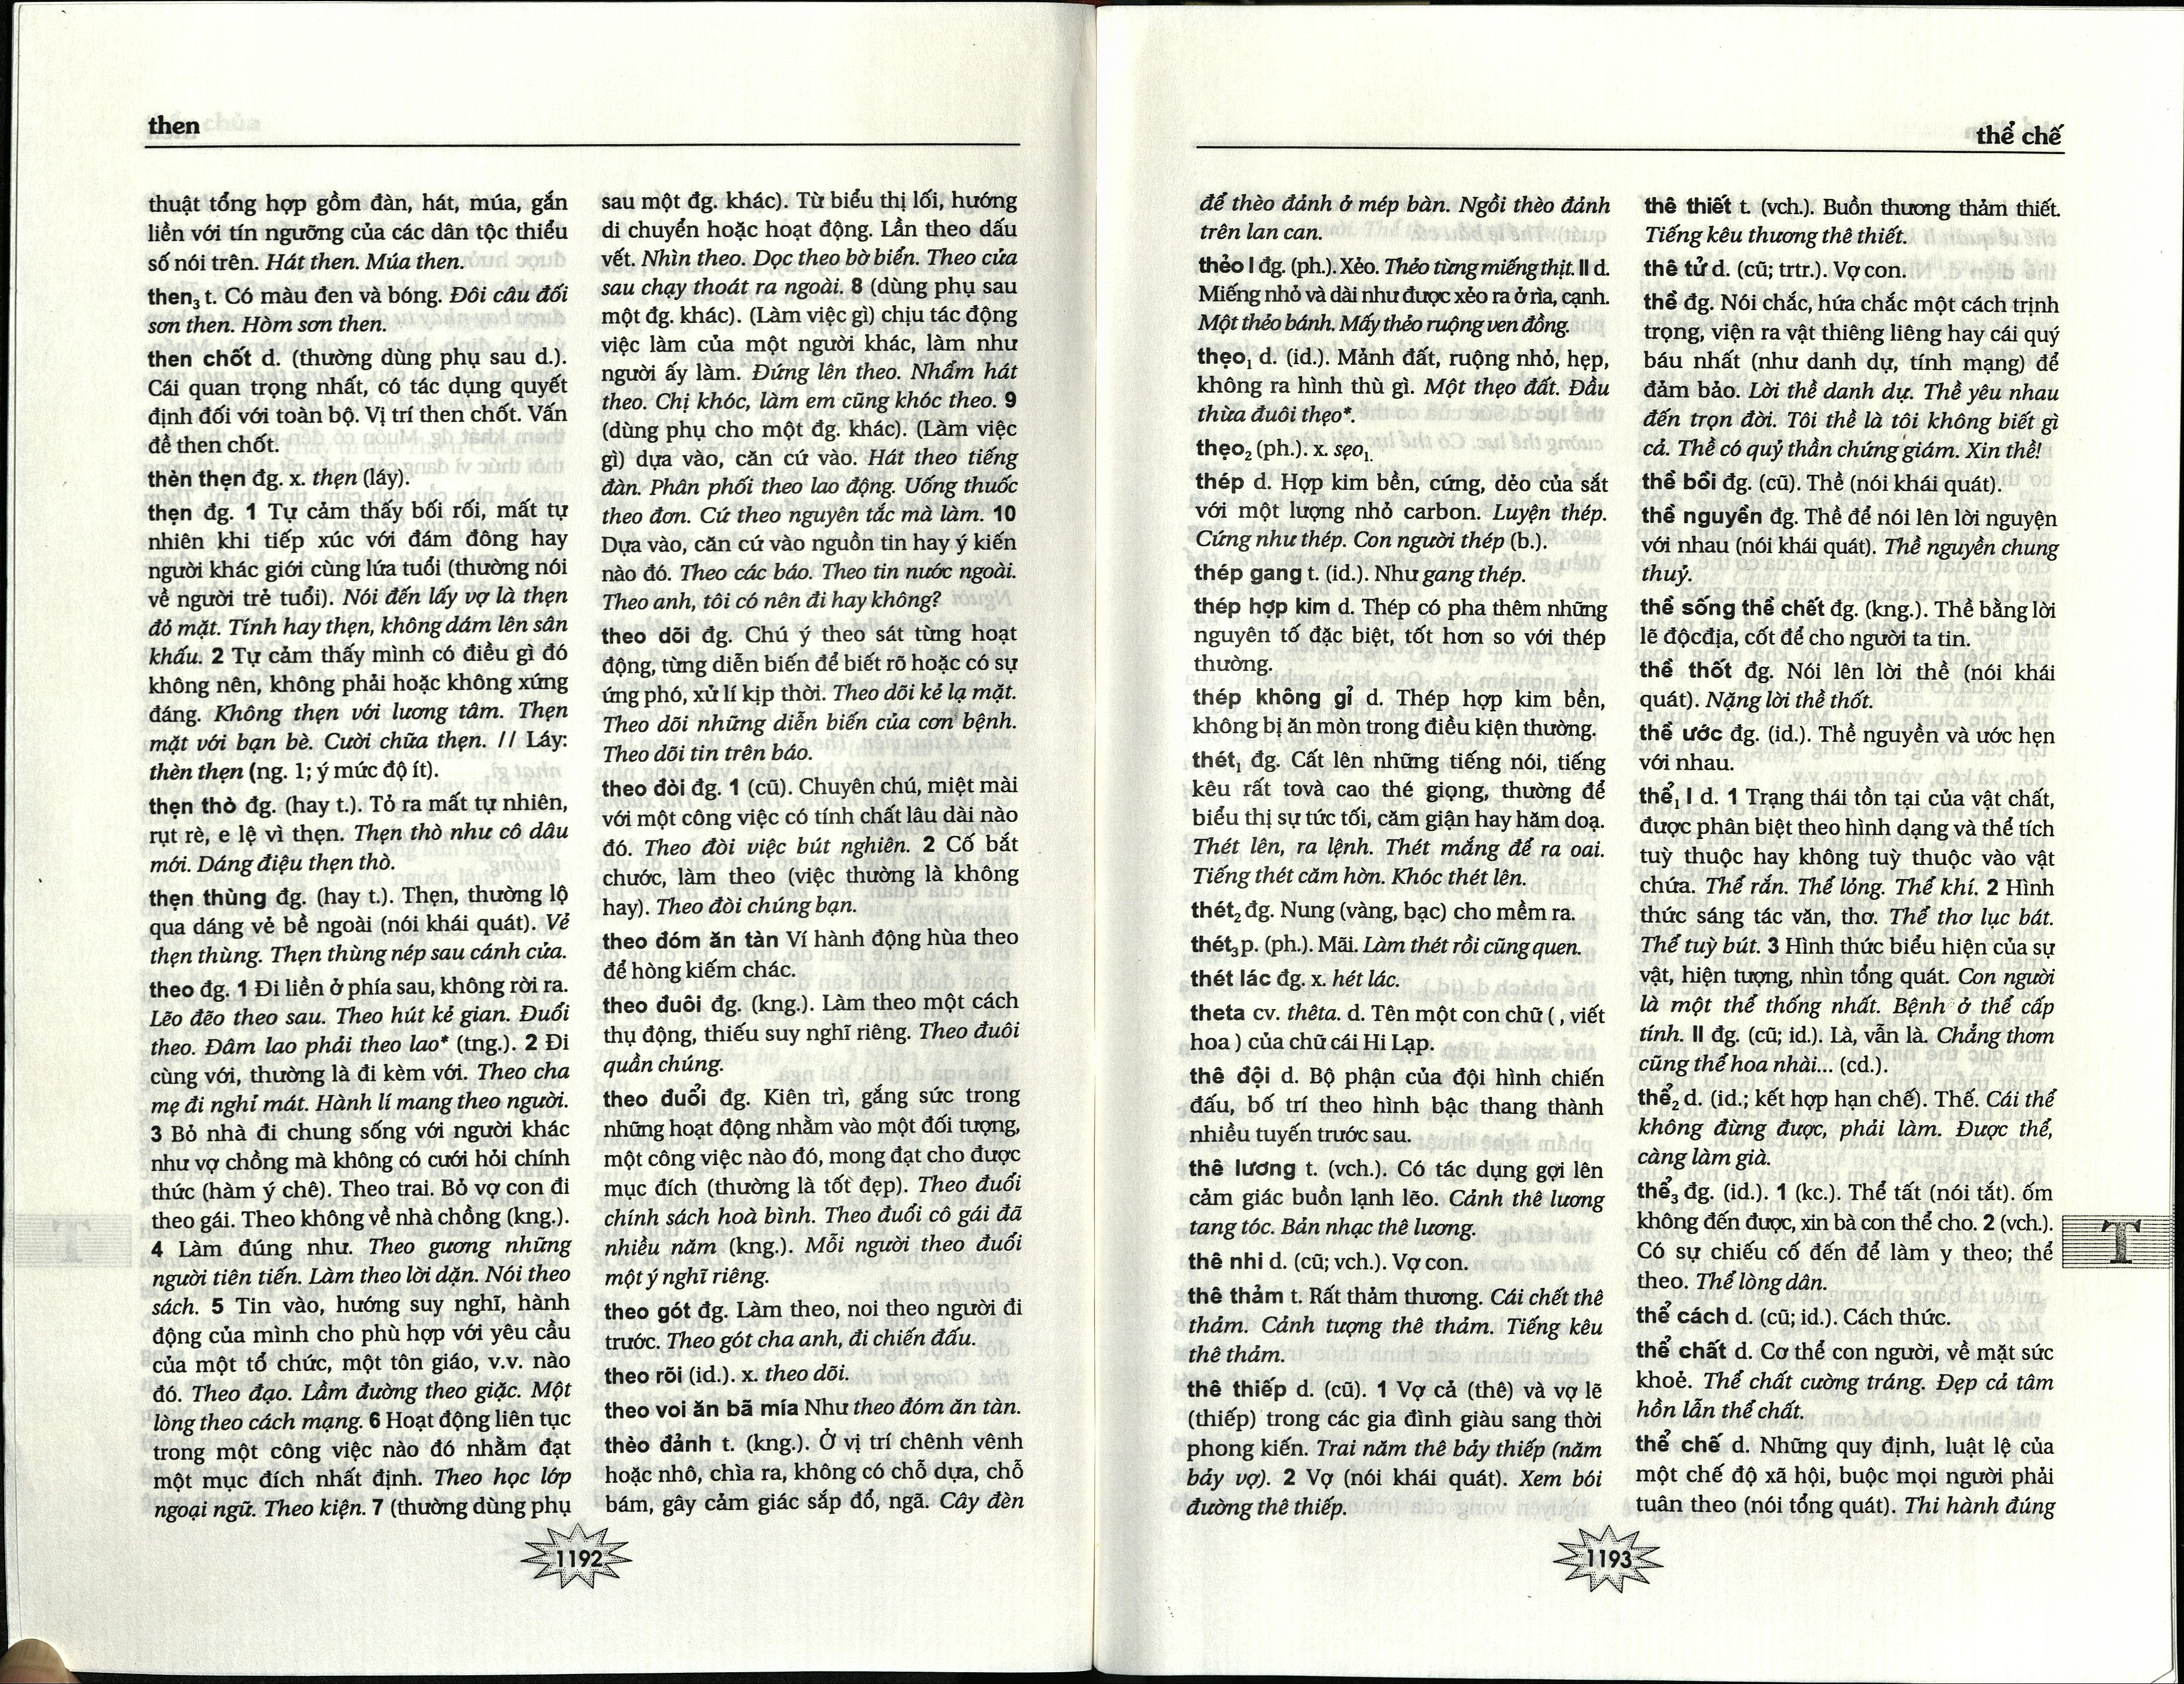 then
thuật tổng hợp gồm đàn, hát, múa, gắn
liền với tín ngưỡng của các dân tộc thiểu
số nói trên. Hát then. Múa then.
then₃ t. Có màu đen và bóng. Đôi câu đối
sơn then. Hòm sơn then.
then chốt d. (thường dùng phụ sau d.).
Cái quan trọng nhất, có tác dụng quyết
định đối với toàn bộ. Vị trí then chốt. Vấn
đề then chốt.
thèn thẹn đg. x. thẹn (láy).
thẹn đg. 1 Tự cảm thấy bối rối, mất tự
nhiên khi tiếp xúc với đám đông hay
người khác giới cùng lứa tuổi (thường nói
về người trẻ tuổi). Nói đến lấy vợ là thẹn
đỏ mặt. Tính hay thẹn, không dám lên sân
khấu. 2 Tự cảm thấy mình có điều gì đó
không nên, không phải hoặc không xứng
đáng. Không thẹn với lương tâm. Thẹn
mặt với bạn bè. Cười chữa thẹn. // Láy:
thèn thẹn (ng. 1; ý mức độ ít).
thẹn thò đg. (hay t.). Tỏ ra mất tự nhiên,
rụt rè, e lệ vì thẹn. Thẹn thò như cô dâu
mới. Dáng điệu thẹn thò.
thẹn thùng đg. (hay t.). Thẹn, thường lộ
qua dáng vẻ bề ngoài (nói khái quát). Vẻ
thẹn thùng. Thẹn thùng nép sau cánh cửa.
theo đg. 1 Đi liền ở phía sau, không rời ra.
Lẽo đẽo theo sau. Theo hút kẻ gian. Đuổi
theo. Đâm lao phải theo lao* (tng.). 2 Đi
cùng với, thường là đi kèm với. Theo cha
mẹ đi nghỉ mát. Hành lí mang theo người.
3 Bỏ nhà đi chung sống với người khác
như vợ chồng mà không có cưới hỏi chính
thức (hàm ý chê). Theo trai. Bỏ vợ con đi
theo gái. Theo không về nhà chồng (kng.).
4 Làm đúng như. Theo gương những
người tiên tiến. Làm theo lời dặn. Nói theo
sách. 5 Tin vào, hướng suy nghĩ, hành
động của mình cho phù hợp với yêu cầu
của một tổ chức, một tôn giáo, v.v. nào
đó. Theo đạo. Lầm đường theo giặc. Một
lòng theo cách mạng. 6 Hoạt động liên tục
trong một công việc nào đó nhằm đạt
một mục đích nhất định. Theo học lớp
ngoại ngữ. Theo kiện. 7 (thường dùng phụ
sau một đg. khác). Từ biểu thị lối, hướng
di chuyển hoặc hoạt động. Lần theo dấu
vết. Nhìn theo. Dọc theo bờ biển. Theo cửa
sau chạy thoát ra ngoài. 8 (dùng phụ sau
một đg. khác). (Làm việc gì) chịu tác động
việc làm của một người khác, làm như
người ấy làm. Đứng lên theo. Nhẩm hát
theo. Chị khóc, làm em cũng khóc theo. 9
(dùng phụ cho một đg. khác). (Làm việc
gì) dựa vào, căn cứ vào. Hát theo tiếng
đàn. Phân phối theo lao động. Uống thuốc
theo đơn. Cứ theo nguyên tắc mà làm. 10
Dựa vào, căn cứ vào nguồn tin hay ý kiến
nào đó. Theo các báo. Theo tin nước ngoài.
Theo anh, tôi có nên đi hay không?
theo dõi đg. Chú ý theo sát từng hoạt
động, từng diễn biến để biết rõ hoặc có sự
ứng phó, xử lí kịp thời. Theo dõi kẻ lạ mặt.
Theo dõi những diễn biến của cơn bệnh.
Theo dõi tin trên báo.
theo đòi đg. 1 (cũ). Chuyên chú, miệt mài
với một công việc có tính chất lâu dài nào
đó. Theo đòi việc bút nghiên. 2 Cố bắt
chước, làm theo (việc thường là không
hay). Theo đòi chúng bạn.
theo đóm ăn tàn Ví hành động hùa theo
để hòng kiếm chác.
theo đuôi đg. (kng.). Làm theo một cách
thụ động, thiếu suy nghĩ riêng. Theo đuôi
quần chúng.
theo đuổi đg. Kiên trì, gắng sức trong
những hoạt động nhằm vào một đối tượng,
một công việc nào đó, mong đạt cho được
mục đích (thường là tốt đẹp). Theo đuổi
chính sách hoà bình. Theo đuổi cô gái đã
nhiều năm (kng.). Mỗi người theo đuổi
một ý nghĩ riêng.
theo gót đg. Làm theo, noi theo người đi
trước. Theo gót cha anh, đi chiến đấu.
theo rõi (id.). x. theo dõi.
theo voi ăn bã mía Như theo đóm ăn tàn.
thèo đảnh t. (kng.). Ở vị trí chênh vênh
hoặc nhô, chìa ra, không có chỗ dựa, chỗ
bám, gây cảm giác sắp đổ, ngã. Cây đèn
1192
thể chế
để thèo đảnh ở mép bàn. Ngồi thèo đảnh
trên lan can.
thẻo I đg. (ph.). Xẻo. Thẻo từng miếng thịt. II d.
Miếng nhỏ và dài như được xẻo ra ở rìa, cạnh.
Một thẻo bánh. Mấy thẻo ruộng ven đồng.
thẹo₁ d. (id.). Mảnh đất, ruộng nhỏ, hẹp,
không ra hình thù gì. Một thẹo đất. Đầu
thừa đuôi thẹo*.
thẹo₂ (ph.). x. sẹo₁.
thép d. Hợp kim bền, cứng, dẻo của sắt
với một lượng nhỏ carbon. Luyện thép.
Cứng như thép. Con người thép (b.).
thép gang t. (id.). Như gang thép.
thép hợp kim d. Thép có pha thêm những
nguyên tố đặc biệt, tốt hơn so với thép
thường.
thép không gỉ d. Thép hợp kim bền,
không bị ăn mòn trong điều kiện thường.
thét₁ đg. Cất lên những tiếng nói, tiếng
kêu rất tovà cao thé giọng, thường để
biểu thị sự tức tối, căm giận hay hăm doạ.
Thét lên, ra lệnh. Thét mắng để ra oai.
Tiếng thét căm hờn. Khóc thét lên.
thét₂ đg. Nung (vàng, bạc) cho mềm ra.
thét₃ p. (ph.). Mãi. Làm thét rồi cũng quen.
thét lác đg. x. hét lác.
theta cv. thêta. d. Tên một con chữ ( , viết
hoa ) của chữ cái Hi Lạp.
thê đội d. Bộ phận của đội hình chiến
đấu, bố trí theo hình bậc thang thành
nhiều tuyến trước sau.
thê lương t. (vch.). Có tác dụng gợi lên
cảm giác buồn lạnh lẽo. Cảnh thê lương
tang tóc. Bản nhạc thê lương.
thê nhi d. (cũ; vch.). Vợ con.
thê thảm t. Rất thảm thương. Cái chết thê
thảm. Cảnh tượng thê thảm. Tiếng kêu
thê thảm.
thê thiếp d. (cũ). 1 Vợ cả (thê) và vợ lẽ
(thiếp) trong các gia đình giàu sang thời
phong kiến. Trai năm thê bảy thiếp (năm
bảy vợ). 2 Vợ (nói khái quát). Xem bói
đường thê thiếp.
thê thiết t. (vch.). Buồn thương thảm thiết.
Tiếng kêu thương thê thiết.
thê tử d. (cũ; trtr.). Vợ con.
thề đg. Nói chắc, hứa chắc một cách trịnh
trọng, viện ra vật thiêng liêng hay cái quý
báu nhất (như danh dự, tính mạng) để
đảm bảo. Lời thề danh dự. Thề yêu nhau
đến trọn đời. Tôi thề là tôi không biết gì
cả. Thề có quỷ thần chứng giám. Xin thề!
thề bồi đg. (cũ). Thề (nói khái quát).
thề nguyền đg. Thề để nói lên lời nguyện
với nhau (nói khái quát). Thề nguyền chung
thuỷ.
thề sống thề chết đg. (kng.). Thề bằng lời
lẽ độcđịa, cốt để cho người ta tin.
thề thốt đg. Nói lên lời thề (nói khái
quát). Nặng lời thề thốt.
thề ước đg. (id.). Thề nguyền và ước hẹn
với nhau.
thể₁ I d. 1 Trạng thái tồn tại của vật chất,
được phân biệt theo hình dạng và thể tích
tuỳ thuộc hay không tuỳ thuộc vào vật
chứa. Thể rắn. Thể lỏng. Thể khí. 2 Hình
thức sáng tác văn, thơ. Thể thơ lục bát.
Thể tuỳ bút. 3 Hình thức biểu hiện của sự
vật, hiện tượng, nhìn tổng quát. Con người
là một thể thống nhất. Bệnh ở thể cấp
tính. II đg. (cũ; id.). Là, vẫn là. Chẳng thơm
cũng thể hoa nhài... (cd.).
thể₂ d. (id.; kết hợp hạn chế). Thế. Cái thể
không đừng được, phải làm. Được thể,
càng làm già.
thể₃ đg. (id.). 1 (kc.). Thể tất (nói tắt). ốm
không đến được, xin bà con thể cho. 2 (vch.).
Có sự chiếu cố đến để làm y theo; thể
theo. Thể lòng dân.
thể cách d. (cũ; id.). Cách thức.
thể chất d. Cơ thể con người, về mặt sức
khoẻ. Thể chất cường tráng. Đẹp cả tâm
hồn lẫn thể chất.
thể chế d. Những quy định, luật lệ của
một chế độ xã hội, buộc mọi người phải
tuân theo (nói tổng quát). Thi hành đúng
T
1193